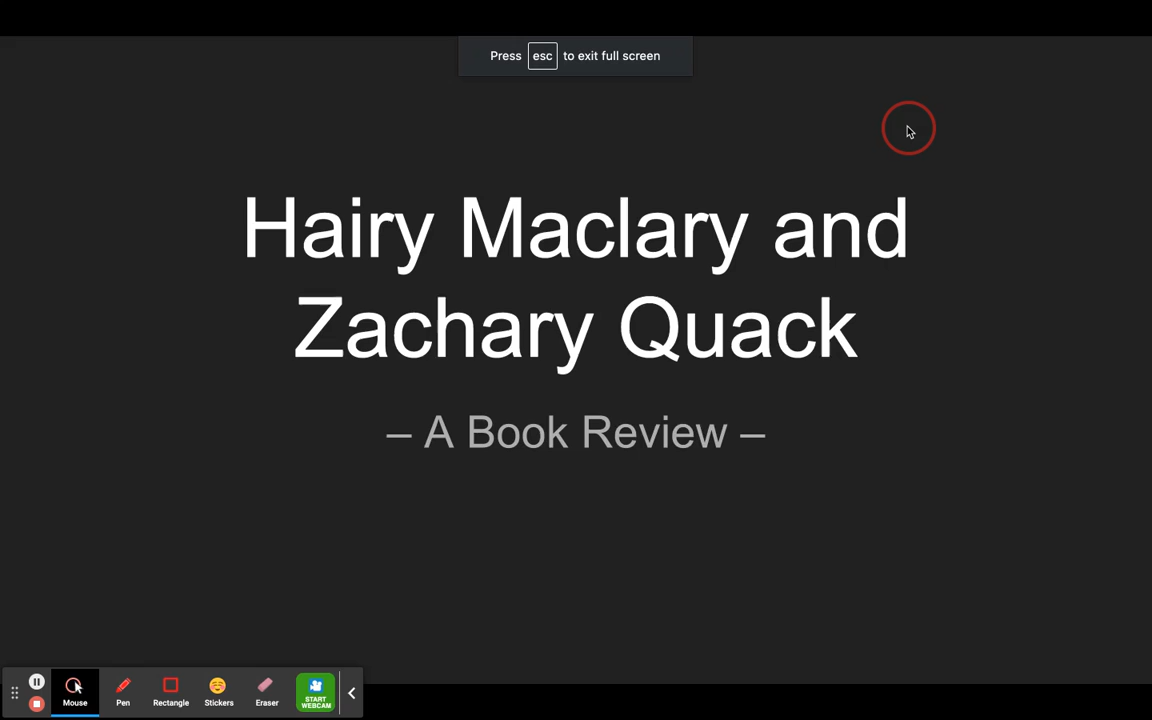 Press esc to exit full screen
Hairy Maclary and
Zachary Quack
– A Book Review –
Mouse
Pen
Rectangle
Stickers
Eraser
START
WEBCAM